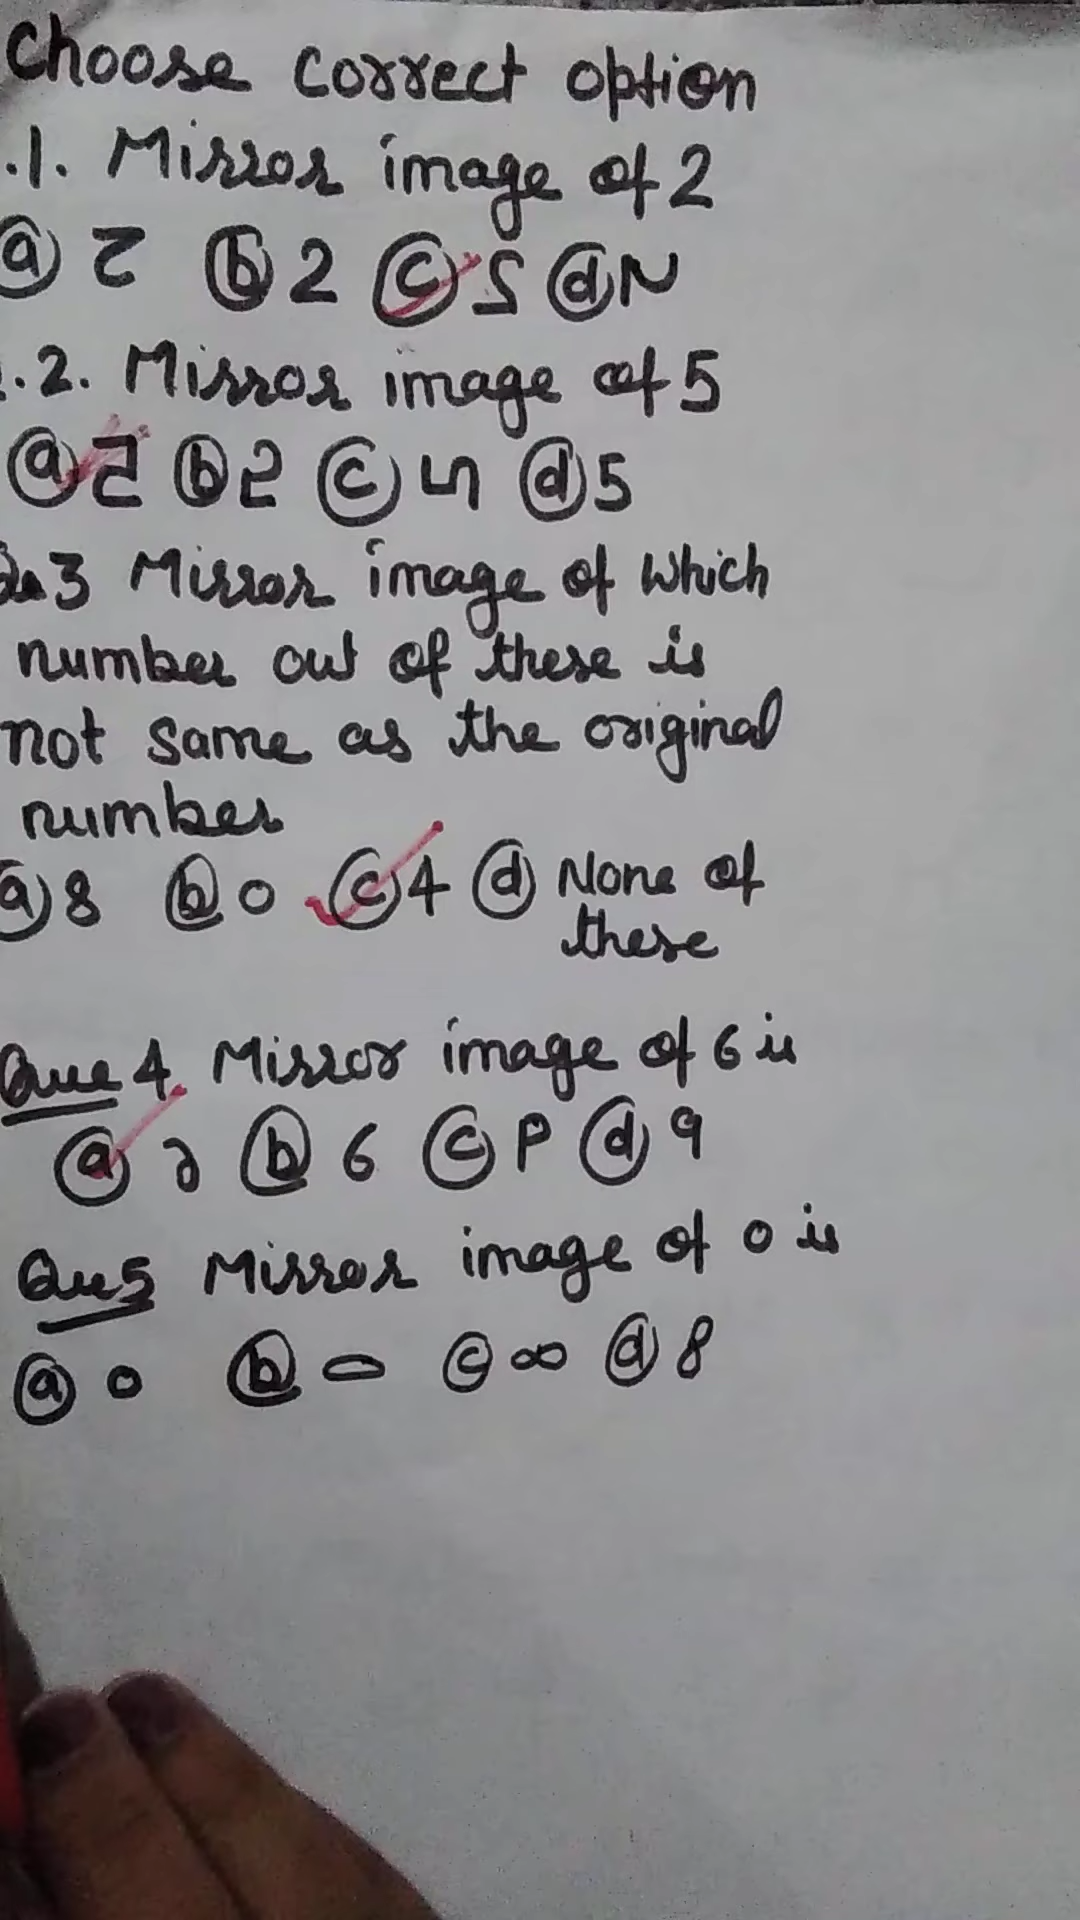 Choose correct option
.1. Mirror image of 2
(a) (b) 2 (c) (d) N
.2. Mirror image of 5
(a) (b) (c) (d) 5
3 Mirror image of which
number out of these is
not same as the original
number
(a) 8 (b) 0 (c) 4 (d) None of
these
Que 4. Mirror image of 6 is
(a) (b) 6 (c) P (d) 9
Qu 5 Mirror image of 0 is
(a) 0 (b) (c) ∞ (d) 8